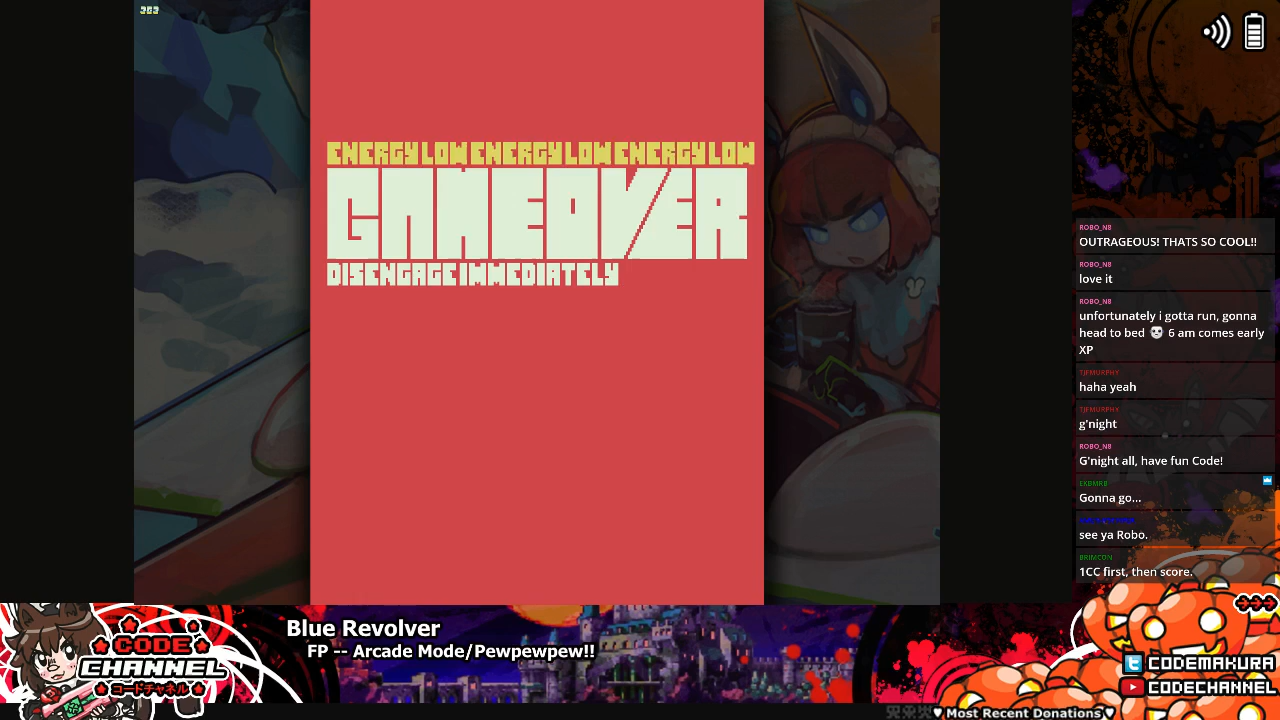 ENERGY LOW ENERGY LOW ENERGY LOW
GAMEOVER
DISENGAGE IMMEDIATELY
ROBO_N8
OUTRAGEOUS! THATS SO COOL!!
ROBO_N8
love it
ROBO_N8
unfortunately i gotta run, gonna
head to bed 💀 6 am comes early
XP
TJFMURPHY
haha yeah
TJFMURPHY
g'night
ROBO_N8
G'night all, have fun Code!
EKBMRB
Gonna go...
see ya Robo.
BRIMCON
1CC first, then score.
Blue Revolver
FP -- Arcade Mode/Pewpewpew!!
CODE
CHANNEL
コードチャンネル
CODEMAKURA
CODECHANNEL
♥ Most Recent Donations ♥